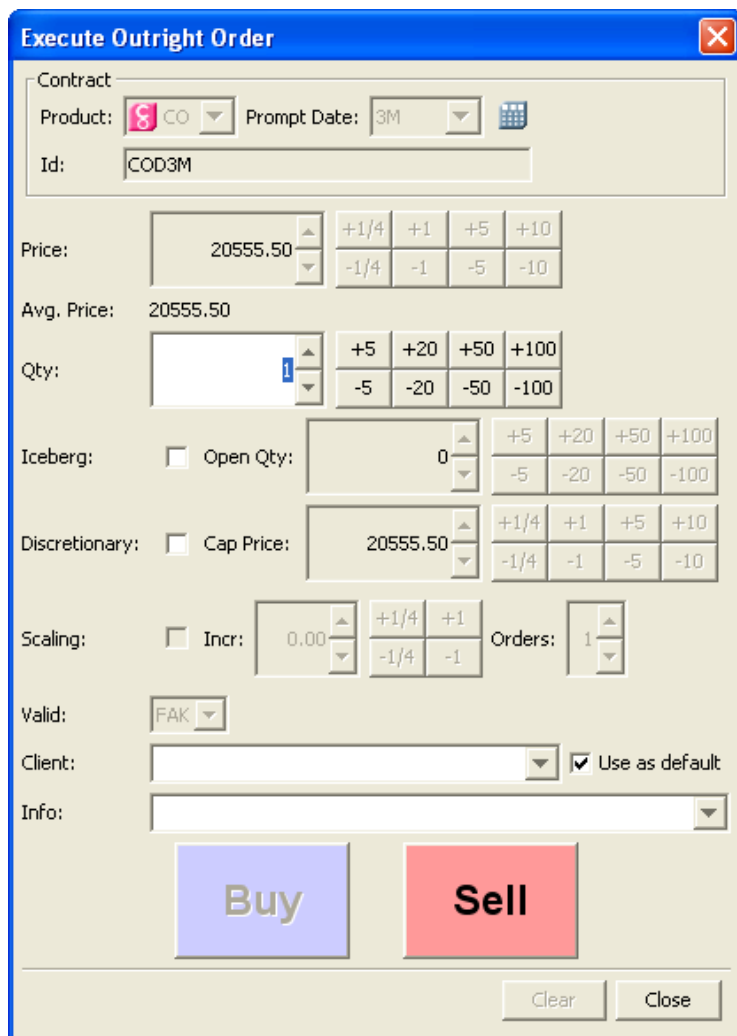 Execute Outright Order
Contract
Product: CO Prompt Date: 3M
Id: COD3M
+1/4 +1 +5 +10
Price: 20555.50
-1/4 -1 -5 -10
Avg. Price: 20555.50
+5 +20 +50 +100
Qty: 1
-5 -20 -50 -100
+5 +20 +50 +100
Iceberg: Open Qty: 0
-5 -20 -50 -100
+1/4 +1 +5 +10
Discretionary: Cap Price: 20555.50
-1/4 -1 -5 -10
+1/4 +1
Scaling: Incr: 0.00 Orders: 1
-1/4 -1
Valid: FAK
Client: Use as default
Info:
Buy Sell
Clear Close